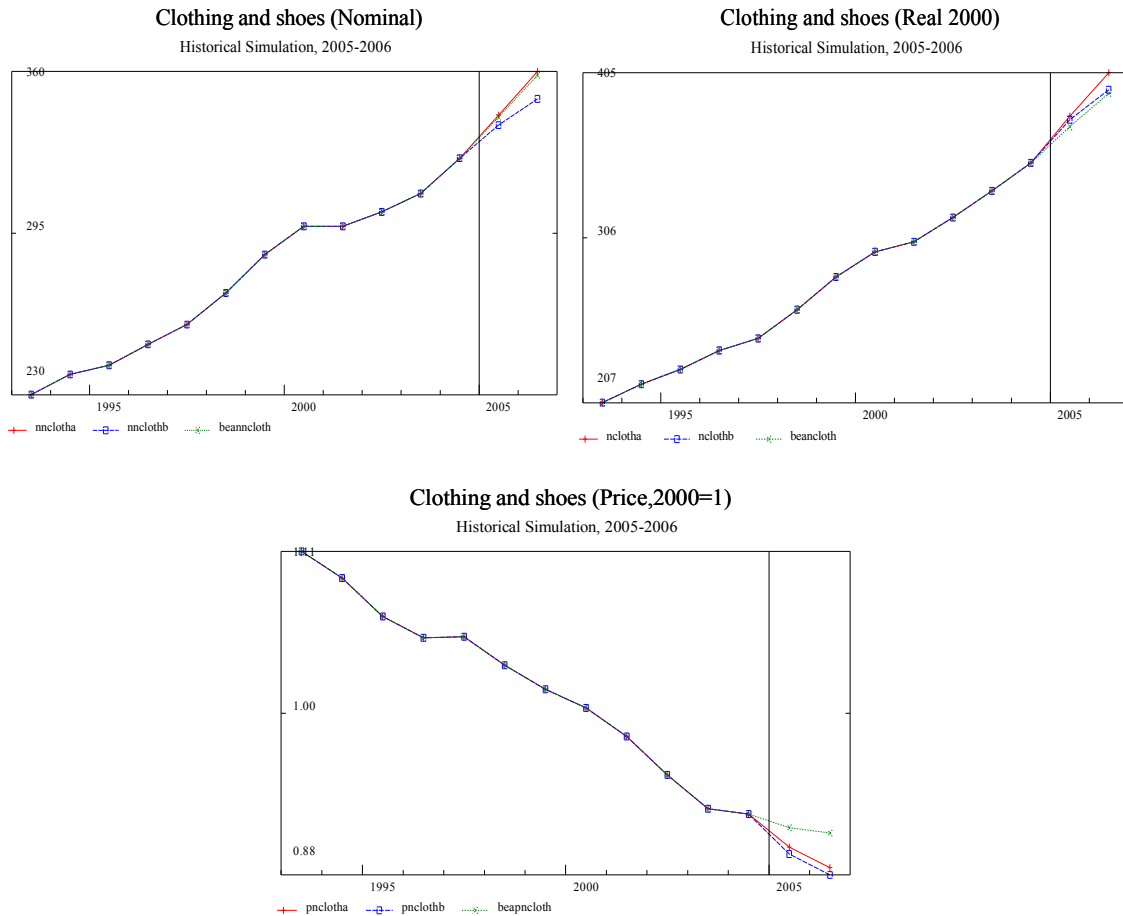 Clothing and shoes (Nominal)
Historical Simulation, 2005-2006
360
295
230
1995 2000 2005
nnclotha nnclothb beanncloth
Clothing and shoes (Real 2000)
Historical Simulation, 2005-2006
405
306
207
1995 2000 2005
nclotha nclothb beancloth
Clothing and shoes (Price,2000=1)
Historical Simulation, 2005-2006
1.11
1.00
0.88
1995 2000 2005
pnclotha pnclothb beapncloth